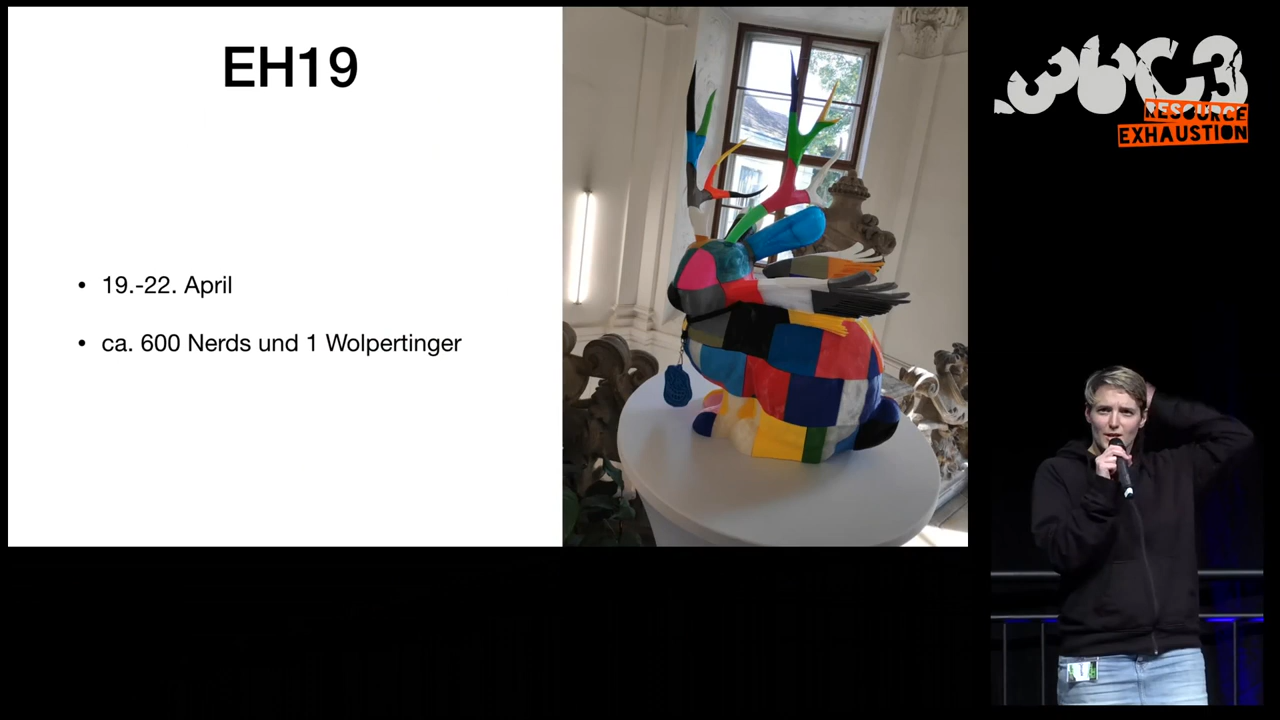 EH19
• 19.-22. April
• ca. 600 Nerds und 1 Wolpertinger
36C3
RESOURCE
EXHAUSTION